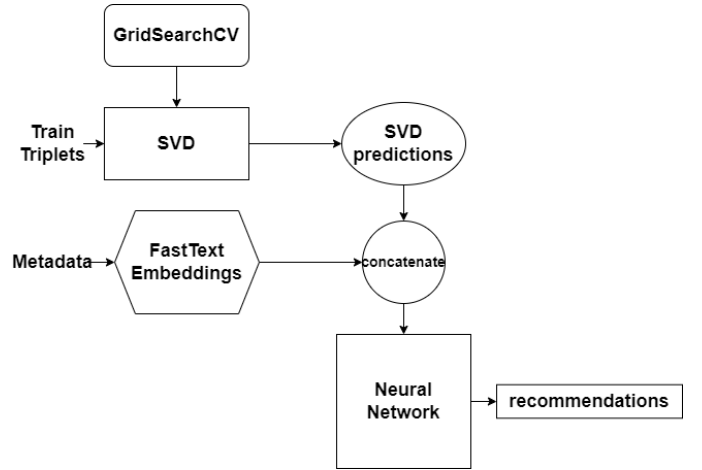 GridSearchCV
Train
Triplets
SVD
SVD
predictions
Metadata
FastText
Embeddings
concatenate
Neural
Network
recommendations